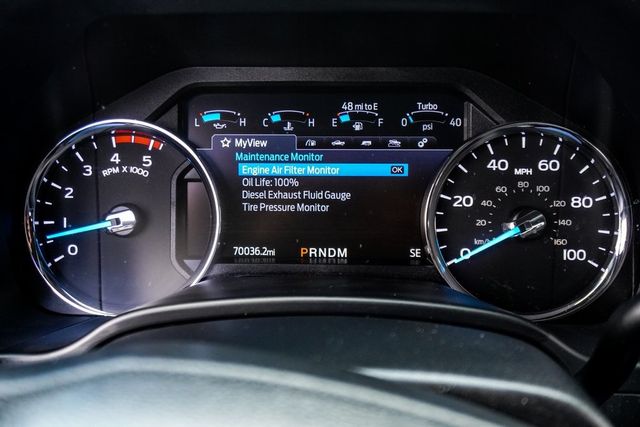 48 mi to E Turbo
L H C H E F 0 40
psi
MyView
Maintenance Monitor
Engine Air Filter Monitor OK
Oil Life: 100%
Diesel Exhaust Fluid Gauge
Tire Pressure Monitor
70036.2mi PRNDM SE
0 1 2 3 4 5
RPM X 1000
MPH
0 20 40 60 80 100
km/h 20 40 60 80 100 120 140 160